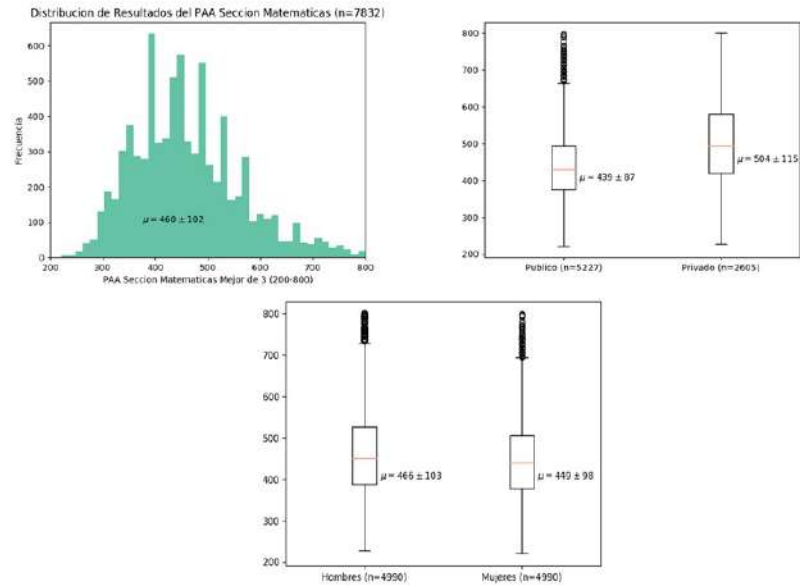 Distribucion de Resultados del PAA Seccion Matematicas (n=7832)
Frecuencia
600
500
400
300
200
100
0
μ = 460 ± 102
200
300
400
500
600
700
800
PAA Seccion Matematicas Mejor de 3 (200-800)
800
700
600
500
400
300
200
μ = 439 ± 87
μ = 504 ± 115
Publico (n=5227)
Privado (n=2605)
800
700
600
500
400
300
200
μ = 466 ± 103
μ = 449 ± 98
Hombres (n=4990)
Mujeres (n=4990)